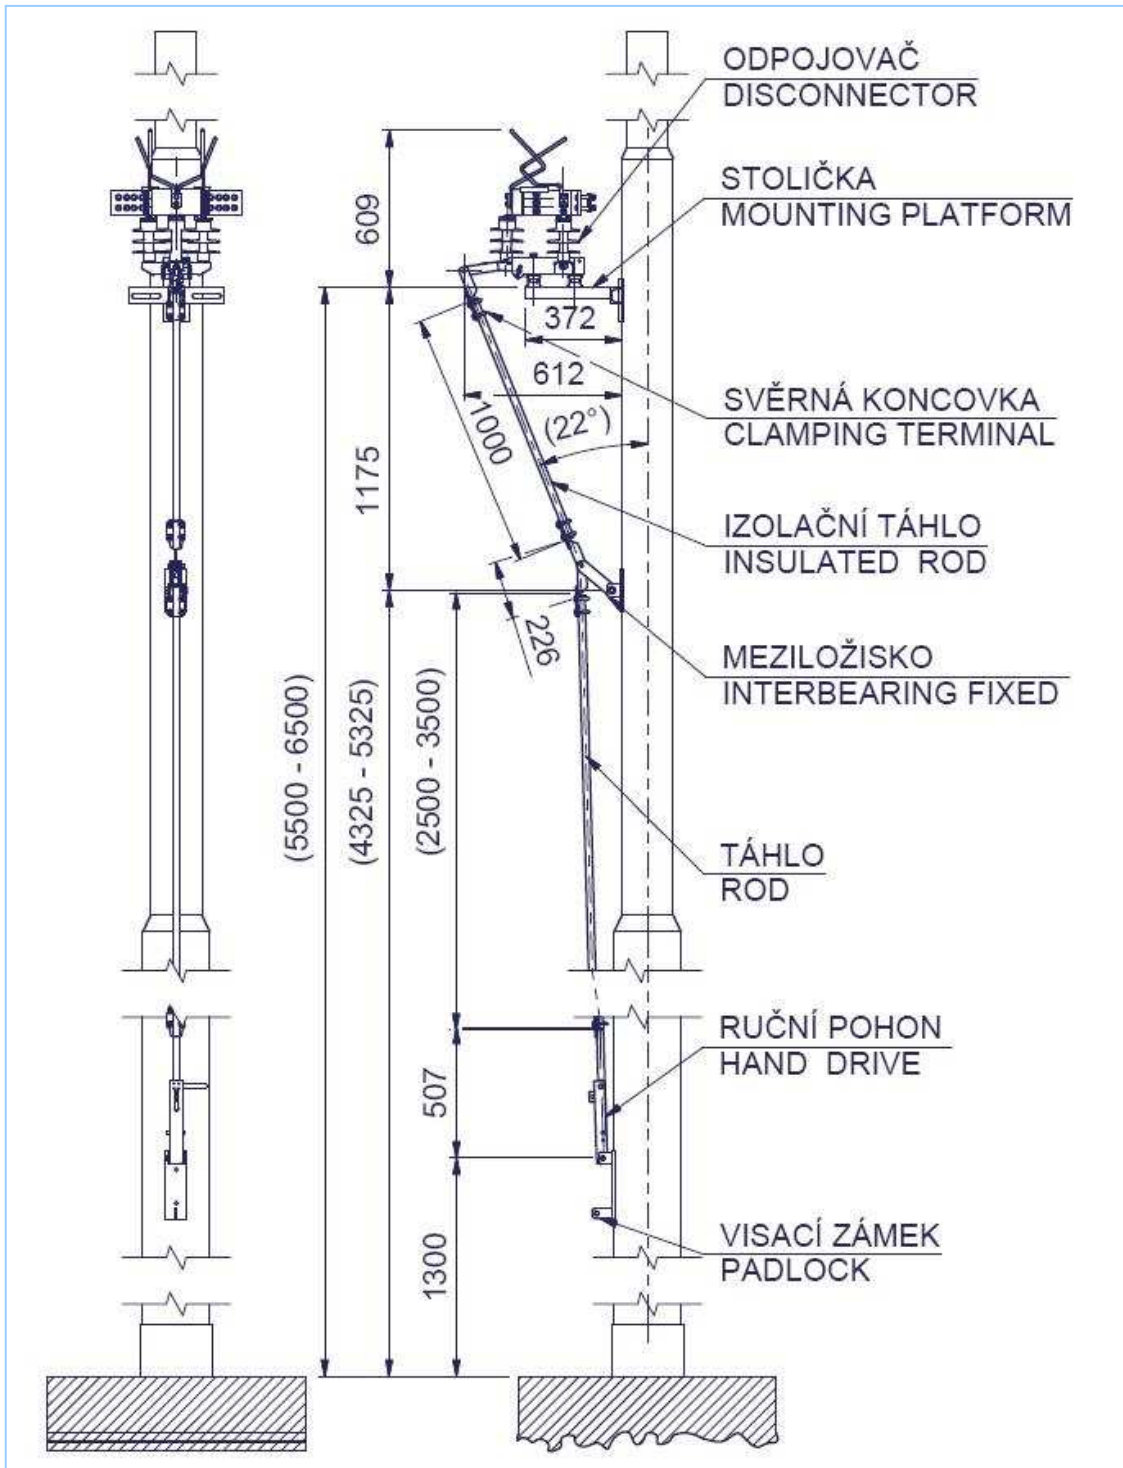 ODPOJOVAČ
DISCONNECTOR
STOLIČKA
MOUNTING PLATFORM
609
372
612
SVĚRNÁ KONCOVKA
CLAMPING TERMINAL
(22°)
1000
1175
IZOLAČNÍ TÁHLO
INSULATED ROD
226
MEZILOŽISKO
INTERBEARING FIXED
(5500 - 6500)
(4325 - 5325)
(2500 - 3500)
TÁHLO
ROD
RUČNÍ POHON
HAND DRIVE
507
VISACÍ ZÁMEK
PADLOCK
1300